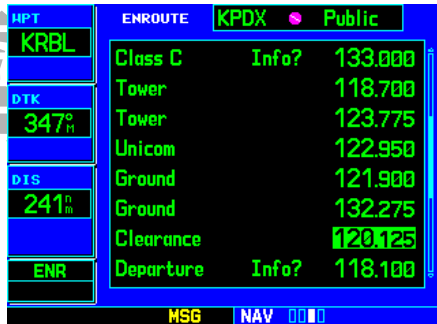 WPT
KRBL
DTK
347°M
DIS
241nm
ENR
ENROUTE KPDX Public
Class C Info? 133.000
Tower 118.700
Tower 123.775
Unicom 122.950
Ground 121.900
Ground 132.275
Clearance 120.125
Departure Info? 118.100
MSG NAV